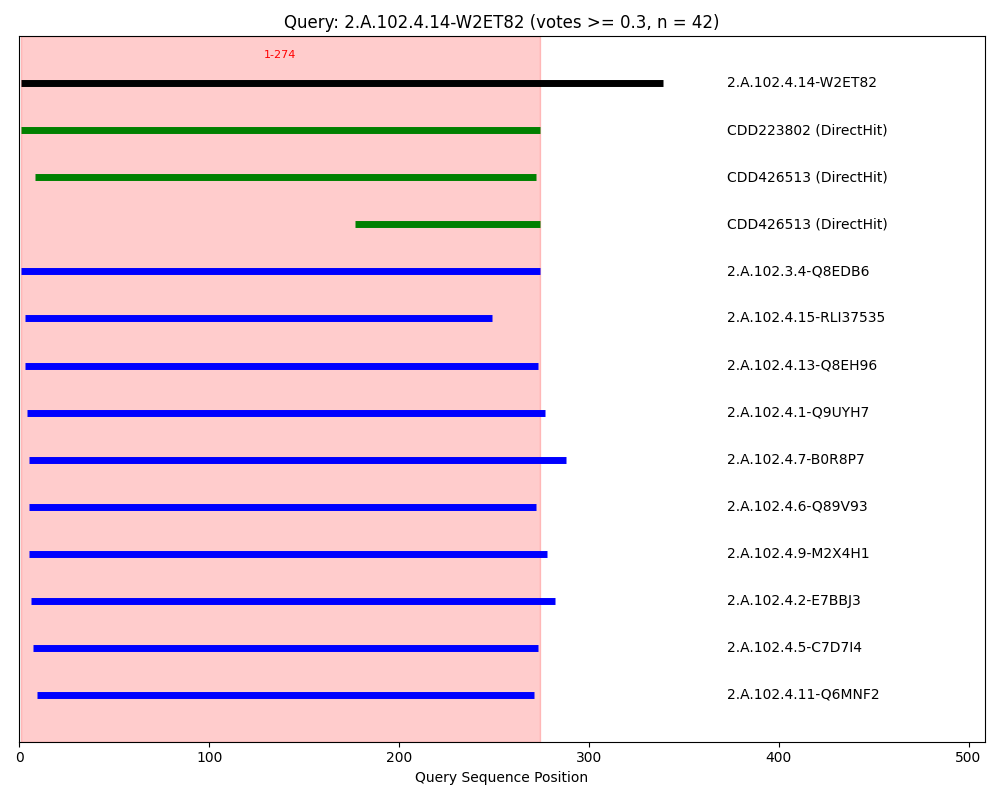 Query: 2.A.102.4.14-W2ET82 (votes >= 0.3, n = 42)
1-274
2.A.102.4.14-W2ET82
CDD223802 (DirectHit)
CDD426513 (DirectHit)
CDD426513 (DirectHit)
2.A.102.3.4-Q8EDB6
2.A.102.4.15-RLI37535
2.A.102.4.13-Q8EH96
2.A.102.4.1-Q9UYH7
2.A.102.4.7-B0R8P7
2.A.102.4.6-Q89V93
2.A.102.4.9-M2X4H1
2.A.102.4.2-E7BBJ3
2.A.102.4.5-C7D7I4
2.A.102.4.11-Q6MNF2
0 100 200 300 400 500
Query Sequence Position